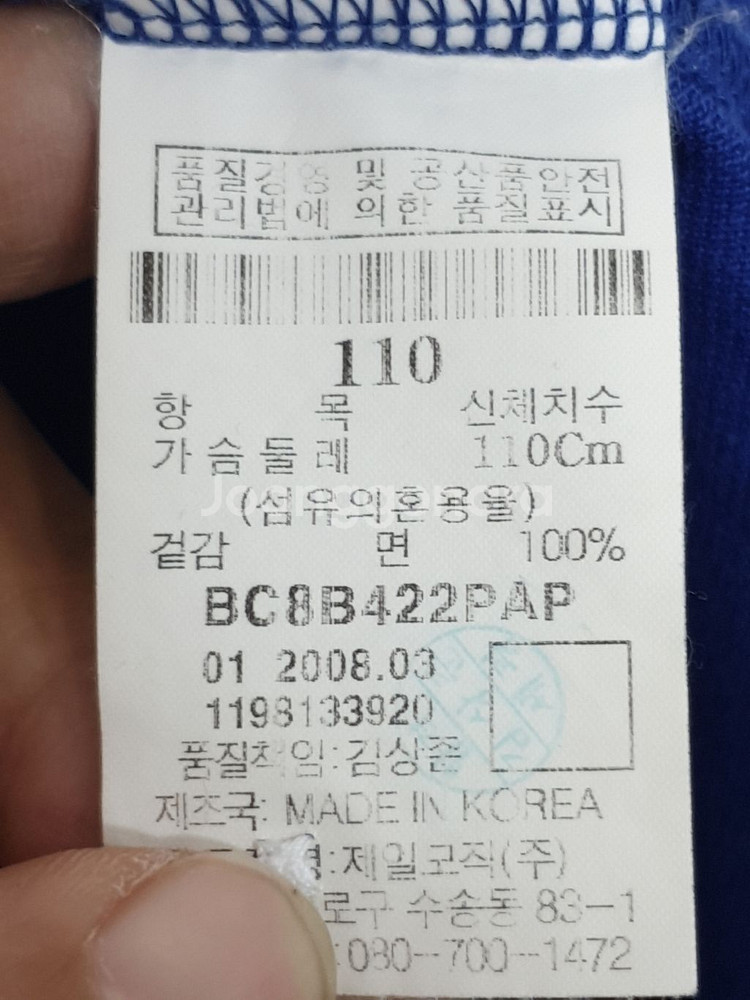 품질경영 및 공산품안전
관리법에 의한 품질표시
110
항 목 신체치수
가슴둘레 110Cm
(섬유의혼용율)
겉감 면 100%
BC8B422PAP
01 2008.03
1198133920
품질책임:김상준
제조국: MADE IN KOREA
:제일모직(주)
로구 수송동 83-1
:080-700-1472